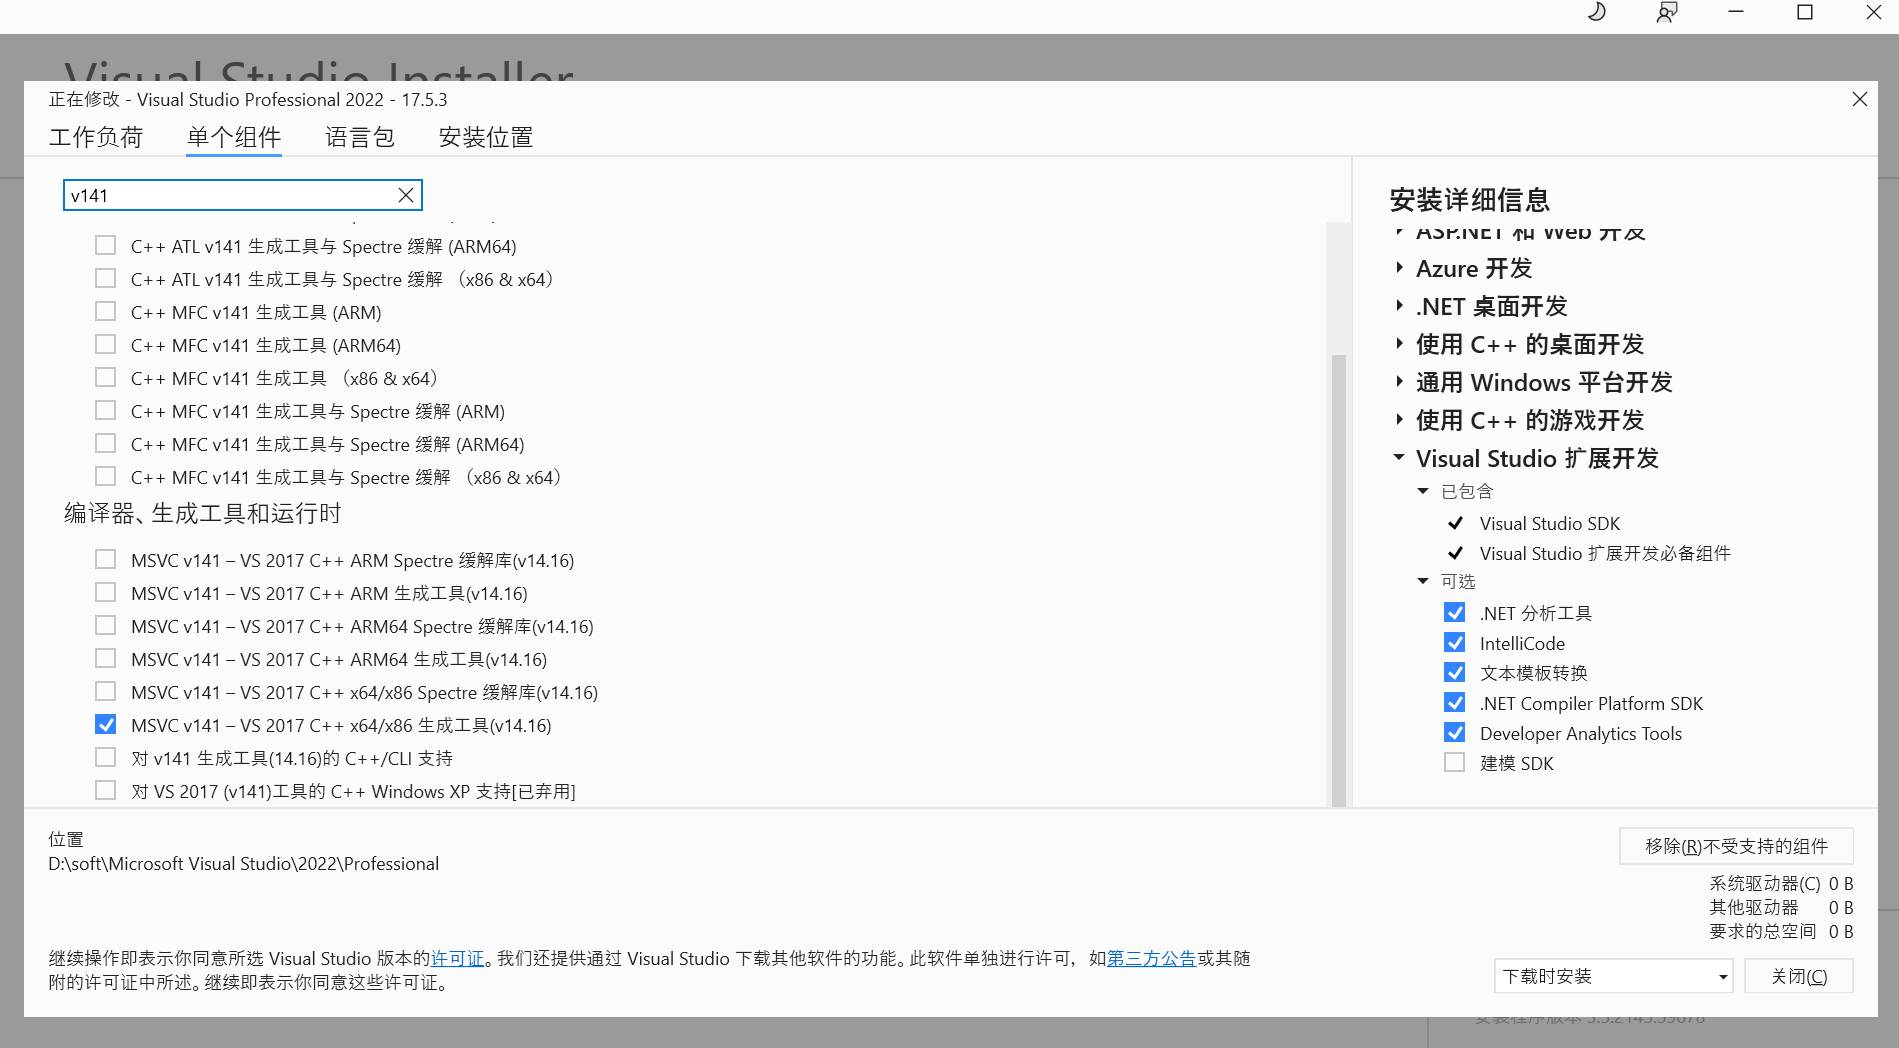 Visual Studio Installer
正在修改 - Visual Studio Professional 2022 - 17.5.3
工作负荷
单个组件
语言包
安装位置
v141
C++ ATL v141 生成工具与 Spectre 缓解 (ARM64)
C++ ATL v141 生成工具与 Spectre 缓解 （x86 & x64）
C++ MFC v141 生成工具 (ARM)
C++ MFC v141 生成工具 (ARM64)
C++ MFC v141 生成工具 （x86 & x64）
C++ MFC v141 生成工具与 Spectre 缓解 (ARM)
C++ MFC v141 生成工具与 Spectre 缓解 (ARM64)
C++ MFC v141 生成工具与 Spectre 缓解 （x86 & x64）
编译器、生成工具和运行时
MSVC v141 – VS 2017 C++ ARM Spectre 缓解库(v14.16)
MSVC v141 – VS 2017 C++ ARM 生成工具(v14.16)
MSVC v141 – VS 2017 C++ ARM64 Spectre 缓解库(v14.16)
MSVC v141 – VS 2017 C++ ARM64 生成工具(v14.16)
MSVC v141 – VS 2017 C++ x64/x86 Spectre 缓解库(v14.16)
MSVC v141 – VS 2017 C++ x64/x86 生成工具(v14.16)
对 v141 生成工具(14.16)的 C++/CLI 支持
对 VS 2017 (v141)工具的 C++ Windows XP 支持[已弃用]
安装详细信息
ASP.NET 和 Web 开发
Azure 开发
.NET 桌面开发
使用 C++ 的桌面开发
通用 Windows 平台开发
使用 C++ 的游戏开发
Visual Studio 扩展开发
已包含
Visual Studio SDK
Visual Studio 扩展开发必备组件
可选
.NET 分析工具
IntelliCode
文本模板转换
.NET Compiler Platform SDK
Developer Analytics Tools
建模 SDK
位置
D:\soft\Microsoft Visual Studio\2022\Professional
移除(R)不受支持的组件
系统驱动器(C) 0 B
其他驱动器 0 B
要求的总空间 0 B
继续操作即表示你同意所选 Visual Studio 版本的许可证。我们还提供通过 Visual Studio 下载其他软件的功能。此软件单独进行许可，如第三方公告或其随
附的许可证中所述。继续即表示你同意这些许可证。
下载时安装
关闭(C)
安装程序版本